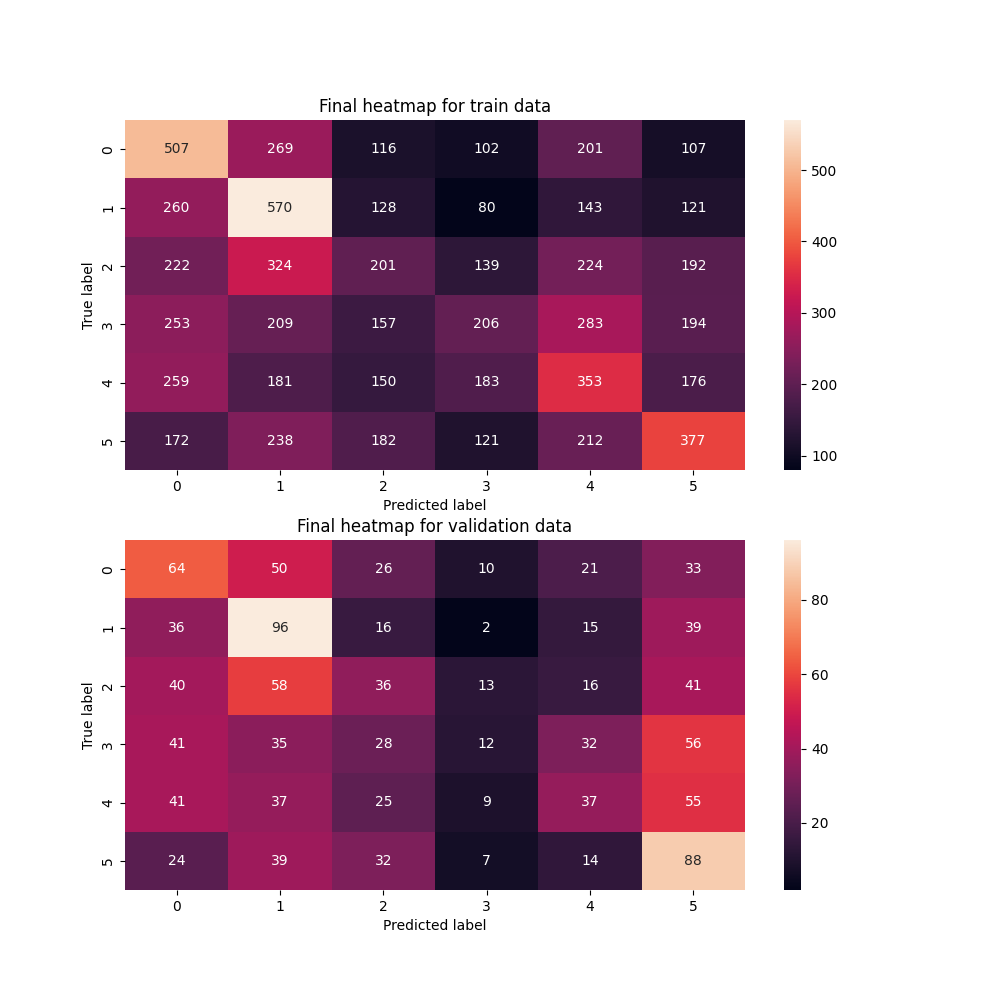 Final heatmap for train data
0 507 269 116 102 201 107
1 260 570 128 80 143 121
2 222 324 201 139 224 192
3 253 209 157 206 283 194
4 259 181 150 183 353 176
5 172 238 182 121 212 377
0 1 2 3 4 5
Predicted label
True label
500
400
300
200
100
Final heatmap for validation data
0 64 50 26 10 21 33
1 36 96 16 2 15 39
2 40 58 36 13 16 41
3 41 35 28 12 32 56
4 41 37 25 9 37 55
5 24 39 32 7 14 88
0 1 2 3 4 5
Predicted label
True label
80
60
40
20